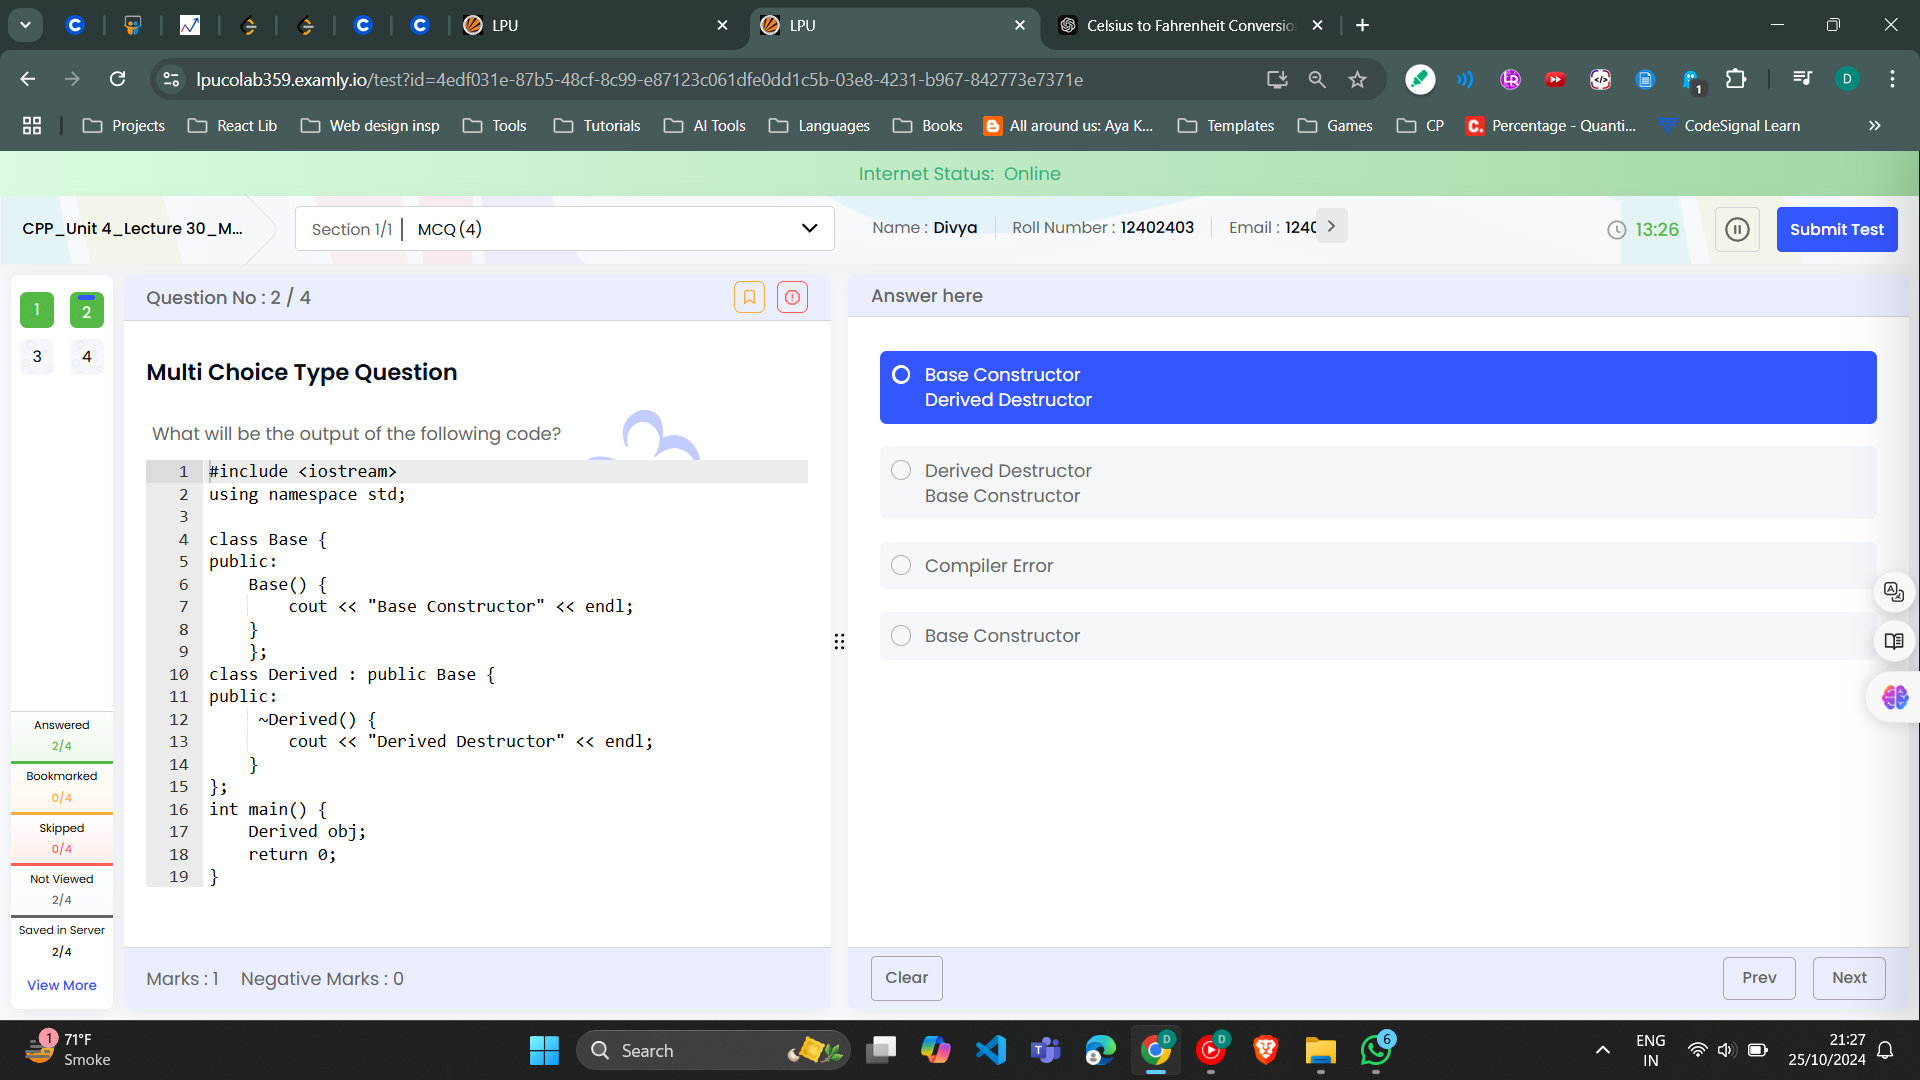 LPU
LPU
Celsius to Fahrenheit Conversio
lpucolab359.examly.io/test?id=4edf031e-87b5-48cf-8c99-e87123c061dfe0dd1c5b-03e8-4231-b967-842773e7371e
1
D
Projects
React Lib
Web design insp
Tools
Tutorials
AI Tools
Languages
Books
All around us: Aya K...
Templates
Games
CP
Percentage - Quanti...
CodeSignal Learn
Internet Status: Online
CPP_Unit 4_Lecture 30_M...
Section 1/1 | MCQ (4)
Name : Divya
Roll Number : 12402403
Email : 1240
13:26
Submit Test
1
2
3
4
Question No : 2 / 4
Multi Choice Type Question
What will be the output of the following code?
1 #include <iostream>
2 using namespace std;
3
4 class Base {
5 public:
6     Base() {
7         cout << "Base Constructor" << endl;
8     }
9     };
10 class Derived : public Base {
11 public:
12      ~Derived() {
13         cout << "Derived Destructor" << endl;
14     }
15 };
16 int main() {
17     Derived obj;
18     return 0;
19 }
Marks : 1
Negative Marks : 0
Answered
2/4
Bookmarked
0/4
Skipped
0/4
Not Viewed
2/4
Saved in Server
2/4
View More
Answer here
Base Constructor
Derived Destructor
Derived Destructor
Base Constructor
Compiler Error
Base Constructor
Clear
Prev
Next
1
71°F
Smoke
Search
D
D
6
ENG
IN
21:27
25/10/2024